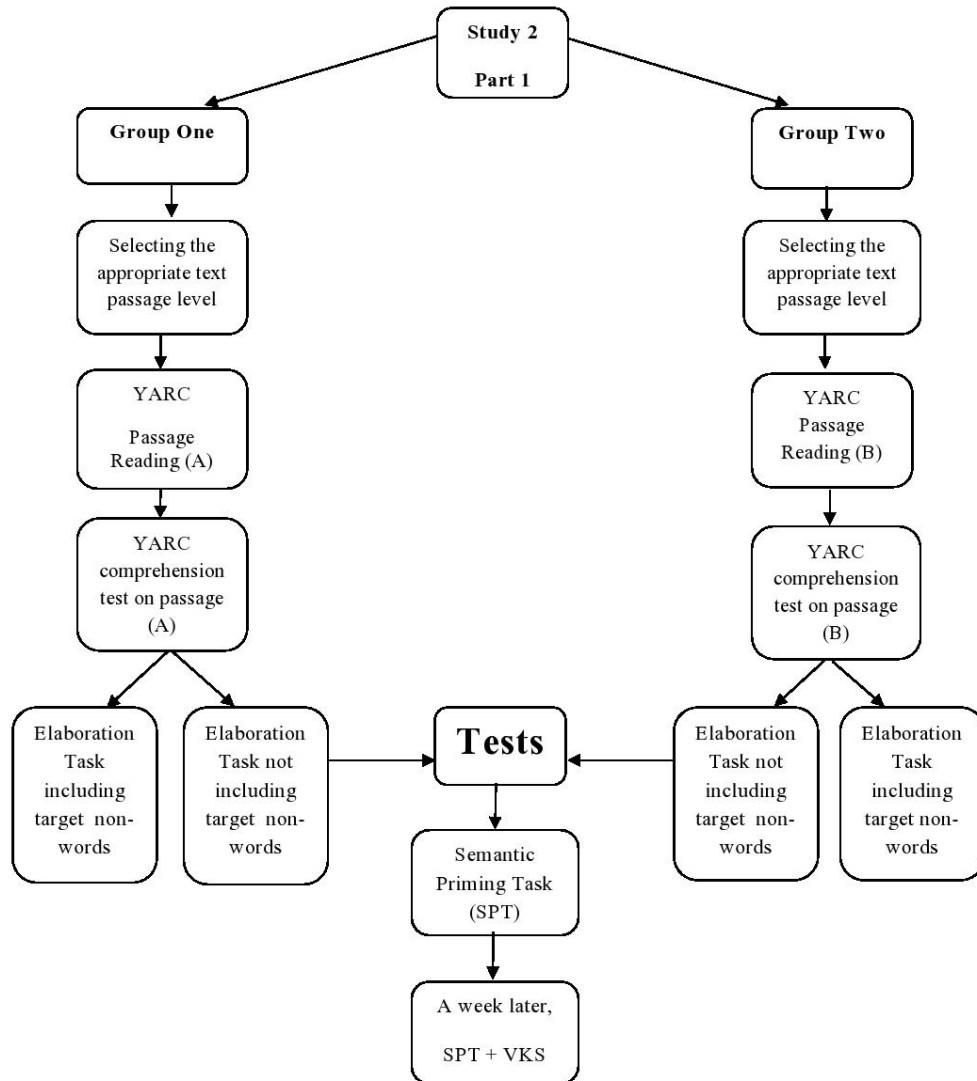 Study 2
Part 1
Group One
Group Two
Selecting the
appropriate text
passage level
Selecting the
appropriate text
passage level
YARC
Passage
Reading (A)
YARC
Passage
Reading (B)
YARC
comprehension
test on passage
(A)
YARC
comprehension
test on passage
(B)
Elaboration
Task
including
target non-
words
Elaboration
Task not
including
target non-
words
Tests
Elaboration
Task not
including
target non-
words
Elaboration
Task
including
target non-
words
Semantic
Priming Task
(SPT)
A week later,
SPT + VKS